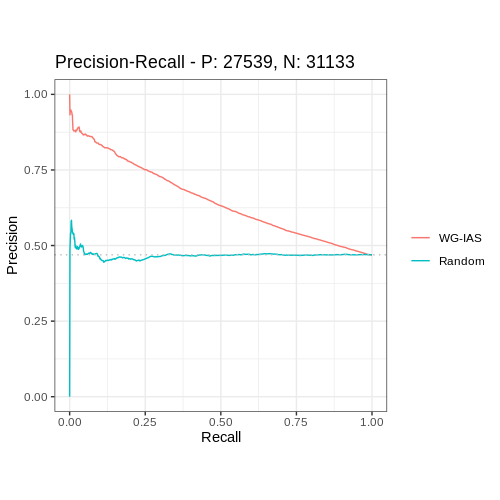 Precision-Recall - P: 27539, N: 31133
1.00
0.75
0.50
0.25
0.00
Precision
0.00 0.25 0.50 0.75 1.00
Recall
WG-IAS
Random